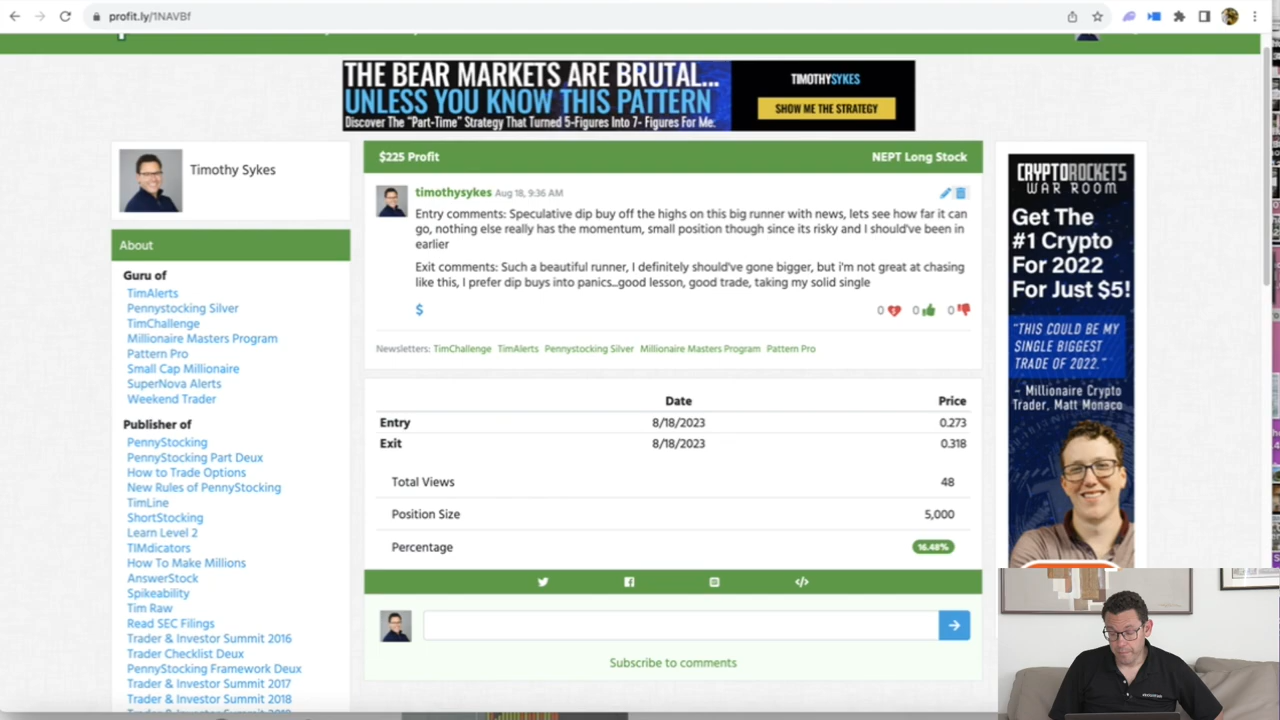 profit.ly/1NAVBf
THE BEAR MARKETS ARE BRUTAL...
UNLESS YOU KNOW THIS PATTERN
Discover The "Part-Time" Strategy That Turned 5-Figures Into 7- Figures For Me.
TIMOTHYSYKES
SHOW ME THE STRATEGY
Timothy Sykes
About
Guru of
TimAlerts
Pennystocking Silver
TimChallenge
Millionaire Masters Program
Pattern Pro
Small Cap Millionaire
SuperNova Alerts
Weekend Trader
Publisher of
PennyStocking
PennyStocking Part Deux
How to Trade Options
New Rules of PennyStocking
TimLine
ShortStocking
Learn Level 2
TIMdicators
How To Make Millions
AnswerStock
Spikeability
Tim Raw
Read SEC Filings
Trader & Investor Summit 2016
Trader Checklist Deux
PennyStocking Framework Deux
Trader & Investor Summit 2017
Trader & Investor Summit 2018
$225 Profit NEPT Long Stock
timothysykes Aug 18, 9:36 AM
Entry comments: Speculative dip buy off the highs on this big runner with news, lets see how far it can
go, nothing else really has the momentum, small position though since its risky and I should've been in
earlier
Exit comments: Such a beautiful runner, I definitely should've gone bigger, but i'm not great at chasing
like this, I prefer dip buys into panics...good lesson, good trade, taking my solid single
$ 0 0 0
Newsletters: TimChallenge TimAlerts Pennystocking Silver Millionaire Masters Program Pattern Pro
Date Price
Entry 8/18/2023 0.273
Exit 8/18/2023 0.318
Total Views 48
Position Size 5,000
Percentage 16.48%
Subscribe to comments
CRYPTOROCKETS
WAR ROOM
Get The
#1 Crypto
For 2022
For Just $5!
"THIS COULD BE MY
SINGLE BIGGEST
TRADE OF 2022."
– Millionaire Crypto
Trader, Matt Monaco